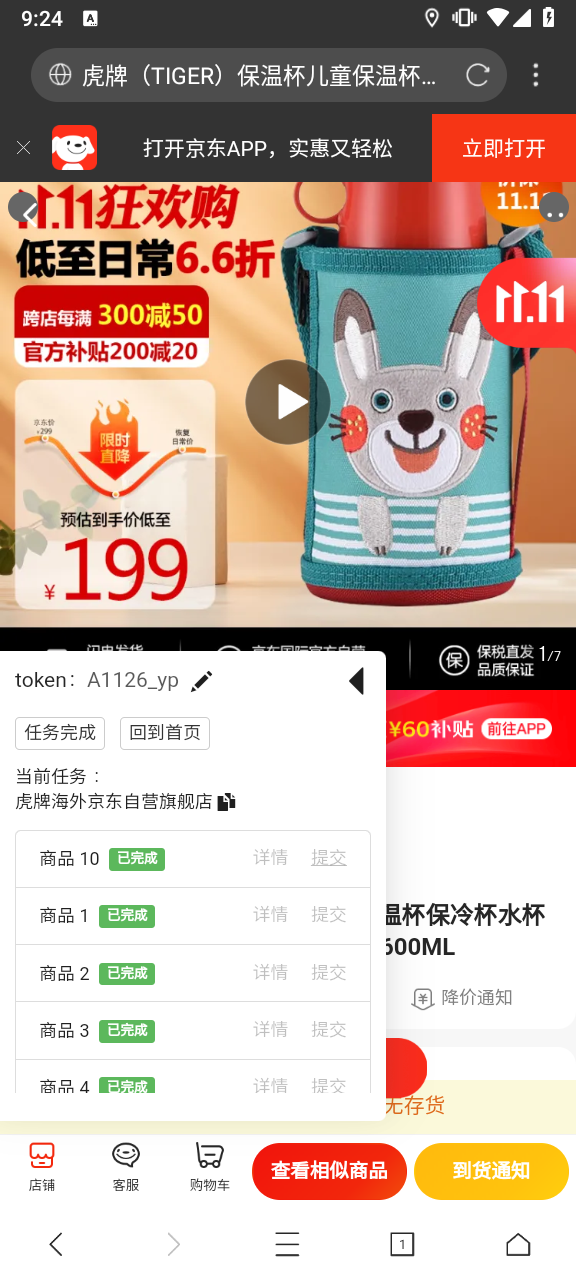 9:24
A
虎牌（TIGER）保温杯儿童保温杯...
打开京东APP，实惠又轻松
立即打开
11.11狂欢购
11.1
低至日常6.6折
跨店每满 300减50
官方补贴200减20
11.11
京东价
¥299
恢复
日常价
限时
直降
预估到手价低至
¥199
保
保税直发
品质保证
1/7
token： A1126_yp
¥60补贴
前往APP
任务完成
回到首页
当前任务：
虎牌海外京东自营旗舰店
商品 10 已完成 详情 提交
商品 1 已完成 详情 提交
温杯保冷杯水杯
600ML
商品 2 已完成 详情 提交
降价通知
商品 3 已完成 详情 提交
商品 4 已完成 详情 提交
无存货
店铺
客服
购物车
查看相似商品
到货通知
1